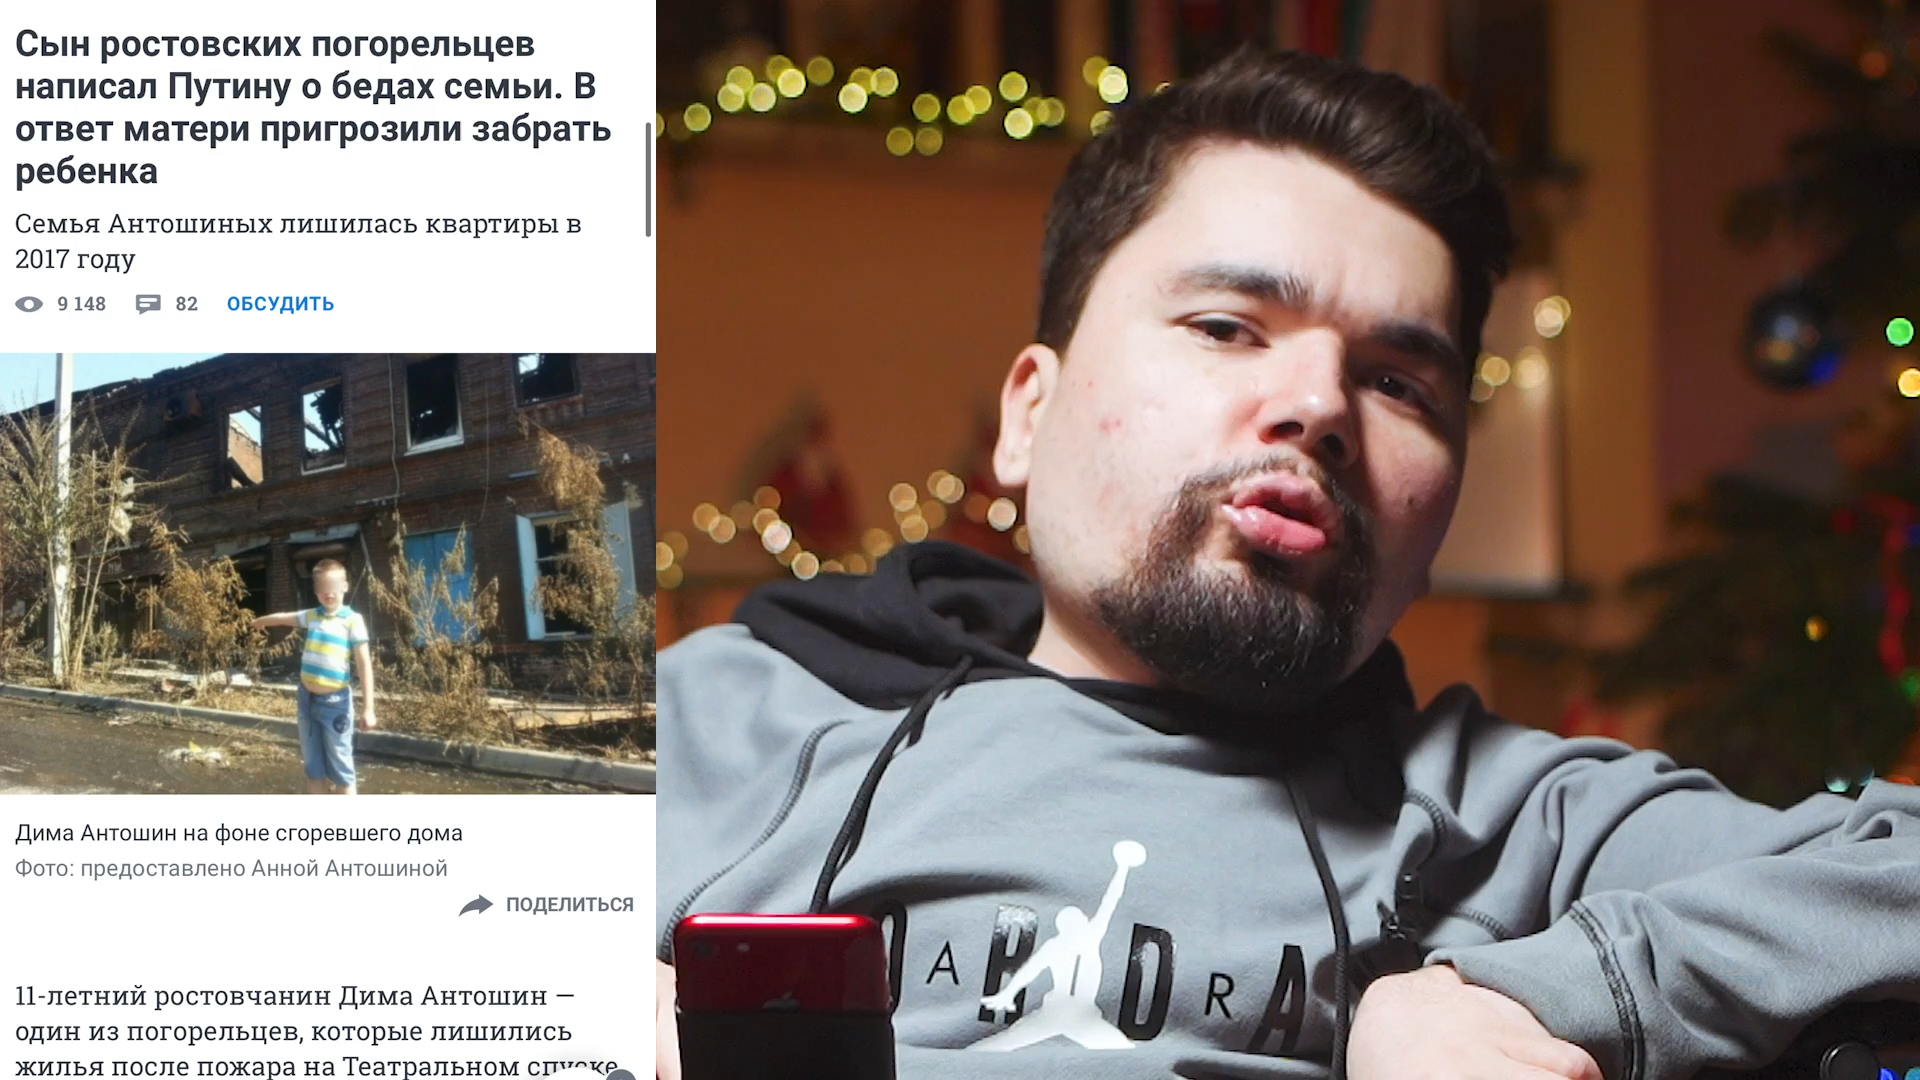 Сын ростовских погорельцев
написал Путину о бедах семьи. В
ответ матери пригрозили забрать
ребенка
Семья Антошиных лишилась квартиры в
2017 году
9 148 82 ОБСУДИТЬ
Дима Антошин на фоне сгоревшего дома
Фото: предоставлено Анной Антошиной
ПОДЕЛИТЬСЯ
11-летний ростовчанин Дима Антошин —
один из погорельцев, которые лишились
жилья после пожара на Театральном спуске